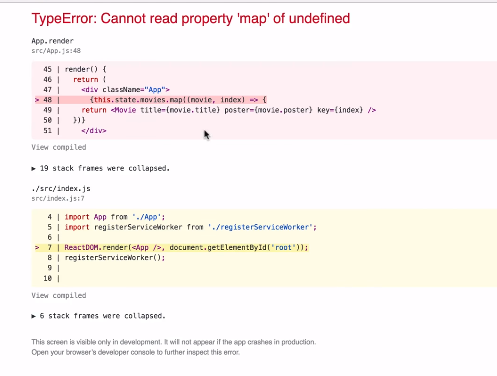 TypeError: Cannot read property 'map' of undefined
App.render
src/App.js:48
45 | render() {
46 |   return (
47 |     <div className="App">
> 48 |       {this.state.movies.map((movie, index) => {
49 |     return <Movie title={movie.title} poster={movie.poster} key={index} />
50 |   })}
51 |     </div>
View compiled
▶ 19 stack frames were collapsed.
./src/index.js
src/index.js:7
4 | import App from './App';
5 | import registerServiceWorker from './registerServiceWorker';
6 |
> 7 | ReactDOM.render(<App />, document.getElementById('root'));
8 | registerServiceWorker();
9 |
10 |
View compiled
▶ 6 stack frames were collapsed.
This screen is visible only in development. It will not appear if the app crashes in production.
Open your browser's developer console to further inspect this error.